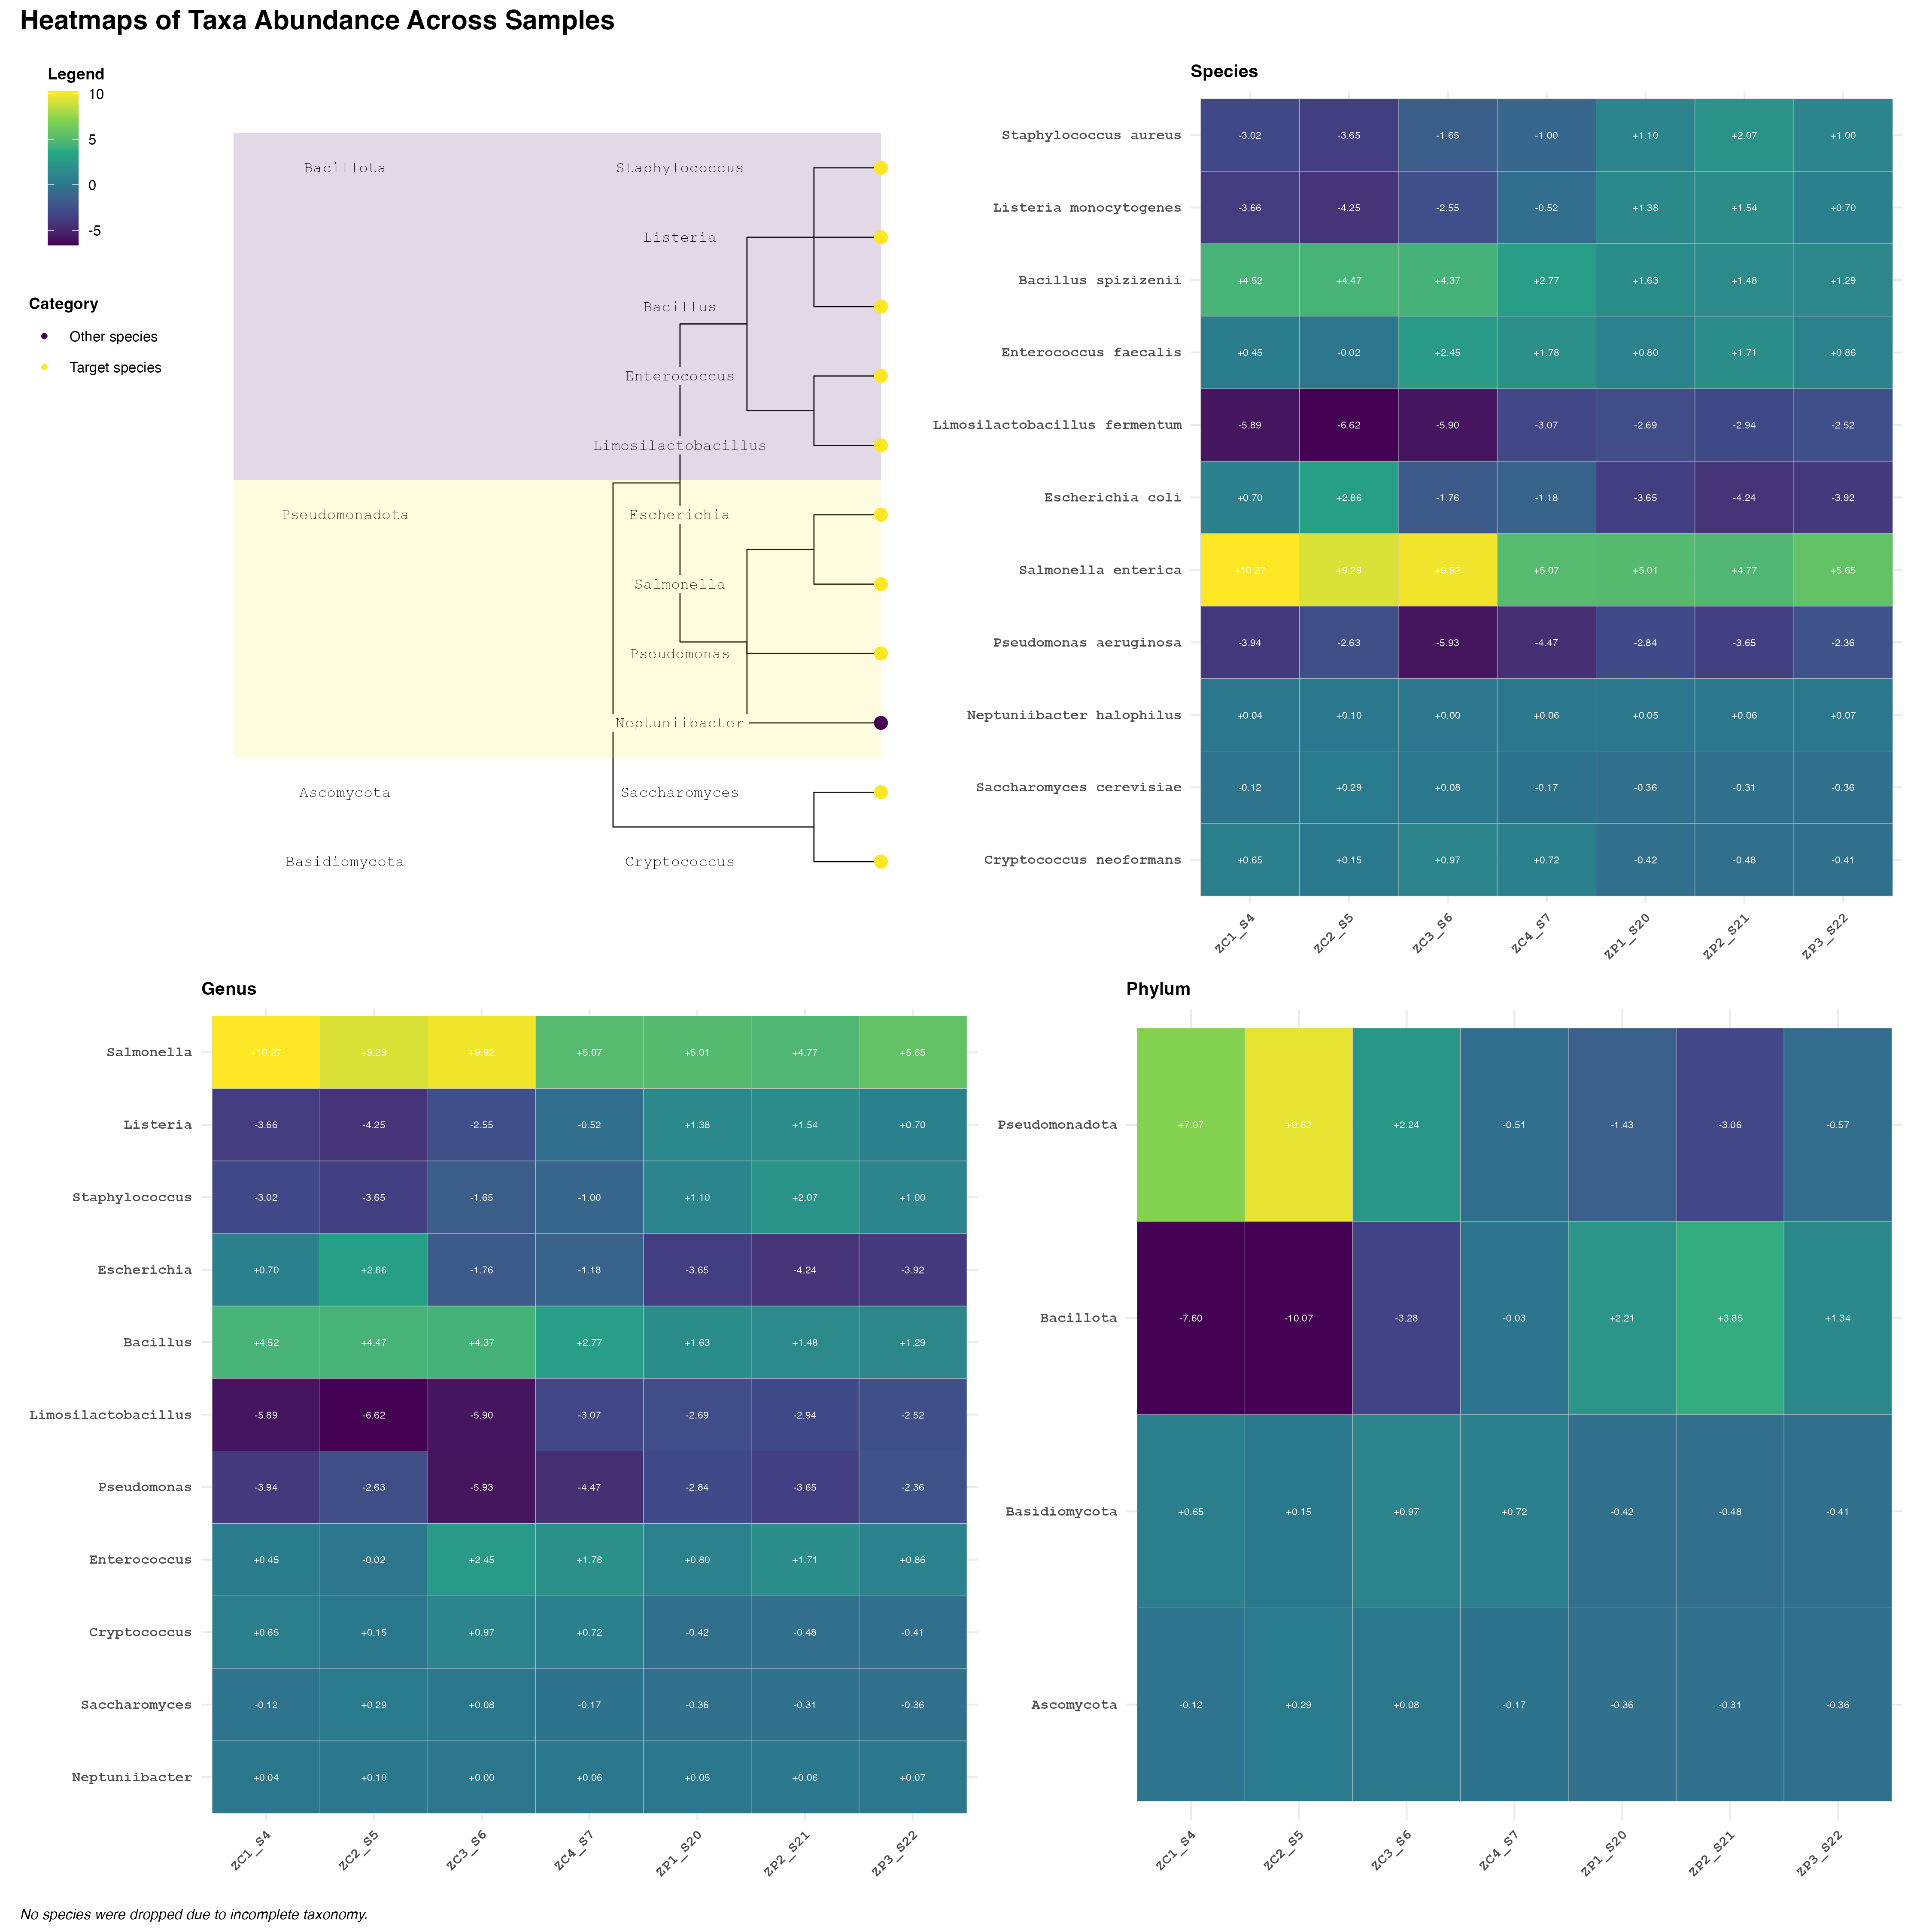 Heatmaps of Taxa Abundance Across Samples
Legend
10
5
0
-5
Category
Other species
Target species
Bacillota
Staphylococcus
Listeria
Bacillus
Enterococcus
Limosilactobacillus
Pseudomonadota
Escherichia
Salmonella
Pseudomonas
Neptuniibacter
Ascomycota
Saccharomyces
Basidiomycota
Cryptococcus
Species
Staphylococcus aureus -3.02 -3.65 -1.65 -1.00 +1.10 +2.07 +1.00
Listeria monocytogenes -3.66 -4.25 -2.55 -0.52 +1.38 +1.54 +0.70
Bacillus spizizenii +4.52 +4.47 +4.37 +2.77 +1.63 +1.48 +1.29
Enterococcus faecalis +0.45 -0.02 +2.45 +1.78 +0.80 +1.71 +0.86
Limosilactobacillus fermentum -5.89 -6.62 -5.90 -3.07 -2.69 -2.94 -2.52
Escherichia coli +0.70 +2.86 -1.76 -1.18 -3.65 -4.24 -3.92
Salmonella enterica +10.27 +9.29 +9.92 +5.07 +5.01 +4.77 +5.65
Pseudomonas aeruginosa -3.94 -2.63 -5.93 -4.47 -2.84 -3.65 -2.36
Neptuniibacter halophilus +0.04 +0.10 +0.00 +0.06 +0.05 +0.06 +0.07
Saccharomyces cerevisiae -0.12 +0.29 +0.08 -0.17 -0.36 -0.31 -0.36
Cryptococcus neoformans +0.65 +0.15 +0.97 +0.72 -0.42 -0.48 -0.41
ZC1_S4 ZC2_S5 ZC3_S6 ZC4_S7 ZP1_S20 ZP2_S21 ZP3_S22
Genus
Salmonella +10.27 +9.29 +9.92 +5.07 +5.01 +4.77 +5.65
Listeria -3.66 -4.25 -2.55 -0.52 +1.38 +1.54 +0.70
Staphylococcus -3.02 -3.65 -1.65 -1.00 +1.10 +2.07 +1.00
Escherichia +0.70 +2.86 -1.76 -1.18 -3.65 -4.24 -3.92
Bacillus +4.52 +4.47 +4.37 +2.77 +1.63 +1.48 +1.29
Limosilactobacillus -5.89 -6.62 -5.90 -3.07 -2.69 -2.94 -2.52
Pseudomonas -3.94 -2.63 -5.93 -4.47 -2.84 -3.65 -2.36
Enterococcus +0.45 -0.02 +2.45 +1.78 +0.80 +1.71 +0.86
Cryptococcus +0.65 +0.15 +0.97 +0.72 -0.42 -0.48 -0.41
Saccharomyces -0.12 +0.29 +0.08 -0.17 -0.36 -0.31 -0.36
Neptuniibacter +0.04 +0.10 +0.00 +0.06 +0.05 +0.06 +0.07
ZC1_S4 ZC2_S5 ZC3_S6 ZC4_S7 ZP1_S20 ZP2_S21 ZP3_S22
Phylum
Pseudomonadota +7.07 +9.62 +2.24 -0.51 -1.43 -3.06 -0.57
Bacillota -7.60 -10.07 -3.28 -0.03 +2.21 +3.85 +1.34
Basidiomycota +0.65 +0.15 +0.97 +0.72 -0.42 -0.48 -0.41
Ascomycota -0.12 +0.29 +0.08 -0.17 -0.36 -0.31 -0.36
ZC1_S4 ZC2_S5 ZC3_S6 ZC4_S7 ZP1_S20 ZP2_S21 ZP3_S22
No species were dropped due to incomplete taxonomy.